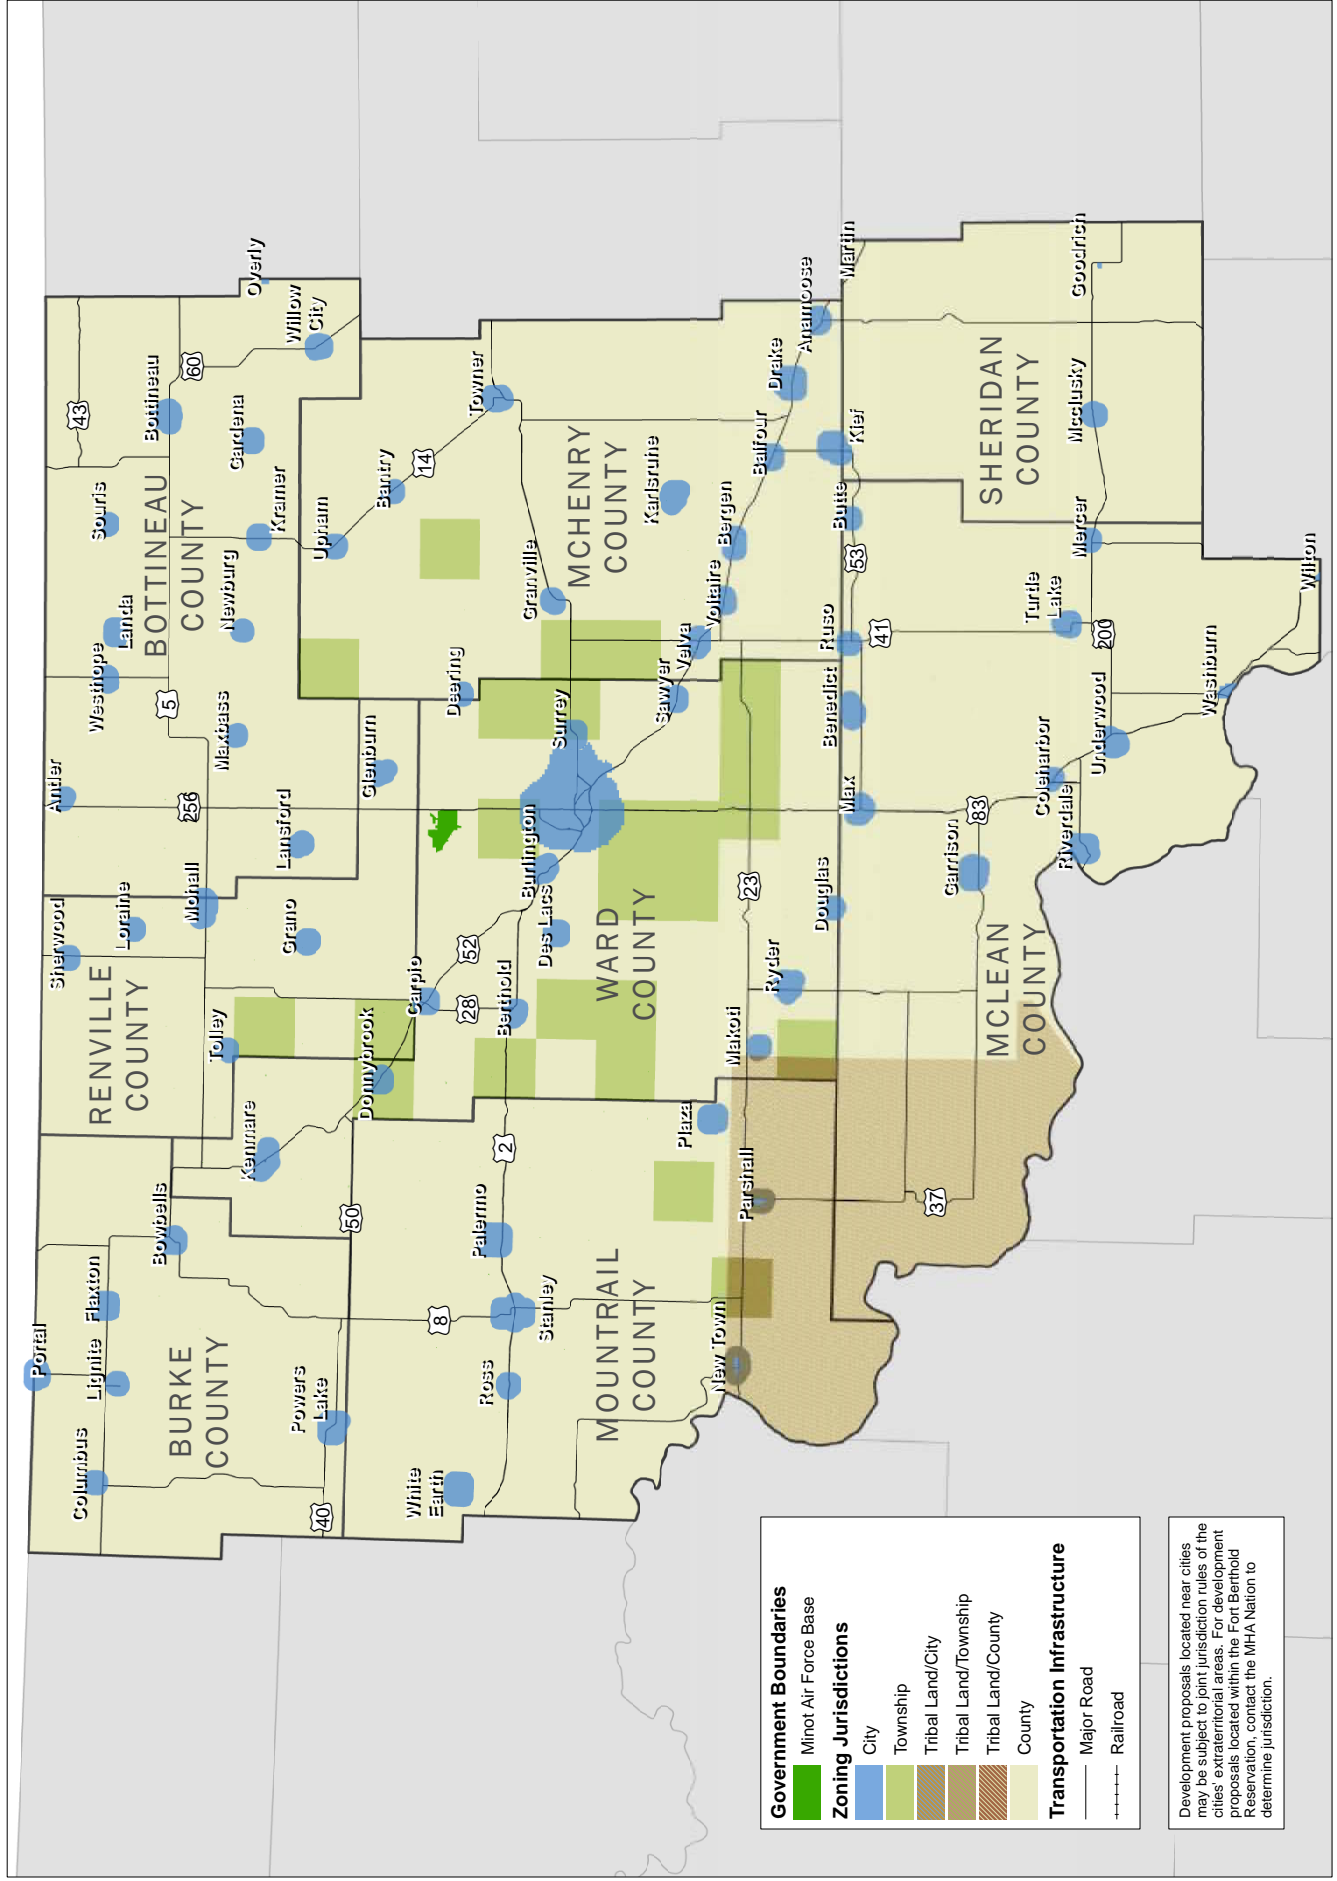 Portal
Columbus
Lignite
Flaxton
Bowbells
BURKE
COUNTY
Powers
Lake
40
50
8
Sherwood
Loraine
Mohall
RENVILLE
COUNTY
Tolley
Grano
Kenmare
Donnybrook
Carpio
Glenburn
Antler
Westhope
Landa
Souris
43
Bottineau
60
BOTTINEAU
COUNTY
5
256
Maxbass
Newburg
Kramer
Gardena
Overly
Willow
City
Lansford
Upham
Bantry
14
Towner
Deering
Granville
MCHENRY
COUNTY
Karlsruhe
Velva
Voltaire
Bergen
Balfour
Drake
Anamoose
Kief
White
Earth
Ross
Stanley
Palermo
2
MOUNTRAIL
COUNTY
Plaza
Parshall
New Town
52
28
Berthold
Des Lacs
Burlington
Surrey
Sawyer
WARD
COUNTY
23
Makoti
Ryder
Douglas
Max
Benedict
Ruso
Butte
53
41
Martin
Goodrich
SHERIDAN
COUNTY
Mcclusky
Mercer
Turtle
Lake
200
Garrison
83
Coleharbor
Riverdale
Underwood
Washburn
Wilton
MCLEAN
COUNTY
37
Government Boundaries
Minot Air Force Base
Zoning Jurisdictions
City
Township
Tribal Land/City
Tribal Land/Township
Tribal Land/County
County
Transportation Infrastructure
Major Road
Railroad
Development proposals located near cities
may be subject to joint jurisdiction rules of the
cities' extraterritorial areas. For development
proposals located within the Fort Berthold
Reservation, contact the MHA Nation to
determine jurisdiction.